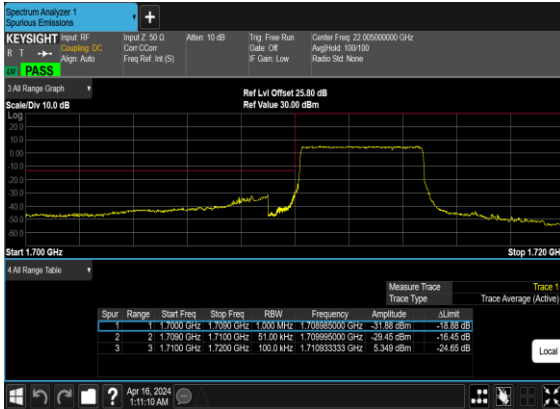 Spectrum Analyzer 1
Spurious Emissions
KEYSIGHT Input: RF Input Z: 50 Ω Atten: 10 dB Trig: Free Run Center Freq: 22.005000000 GHz
R T Coupling: DC Corr CCorr Gate: Off Avg|Hold: 100/100
Align: Auto Freq Ref: Int (S) IF Gain: Low Radio Std: None
PASS
3 All Range Graph
Ref Lvl Offset 25.80 dB
Scale/Div 10.0 dB Ref Value 30.00 dBm
Log
20.0
10.0
0.00
-10.0
-20.0
-30.0
-40.0
-50.0
-60.0
Start 1.700 GHz Stop 1.720 GH
4 All Range Table
Measure Trace Trace 1
Trace Type Trace Average (Active)
Spur Range Start Freq Stop Freq RBW Frequency Amplitude ΔLimit
1 1 1.7000 GHz 1.7090 GHz 1.000 MHz 1.708985000 GHz -31.88 dBm -18.88 dB
2 2 1.7090 GHz 1.7100 GHz 51.00 kHz 1.709995000 GHz -29.45 dBm -16.45 dB
3 3 1.7100 GHz 1.7200 GHz 100.0 kHz 1.710933333 GHz 5.349 dBm -24.65 dB
Local
Apr 16, 2024
1:11:10 AM